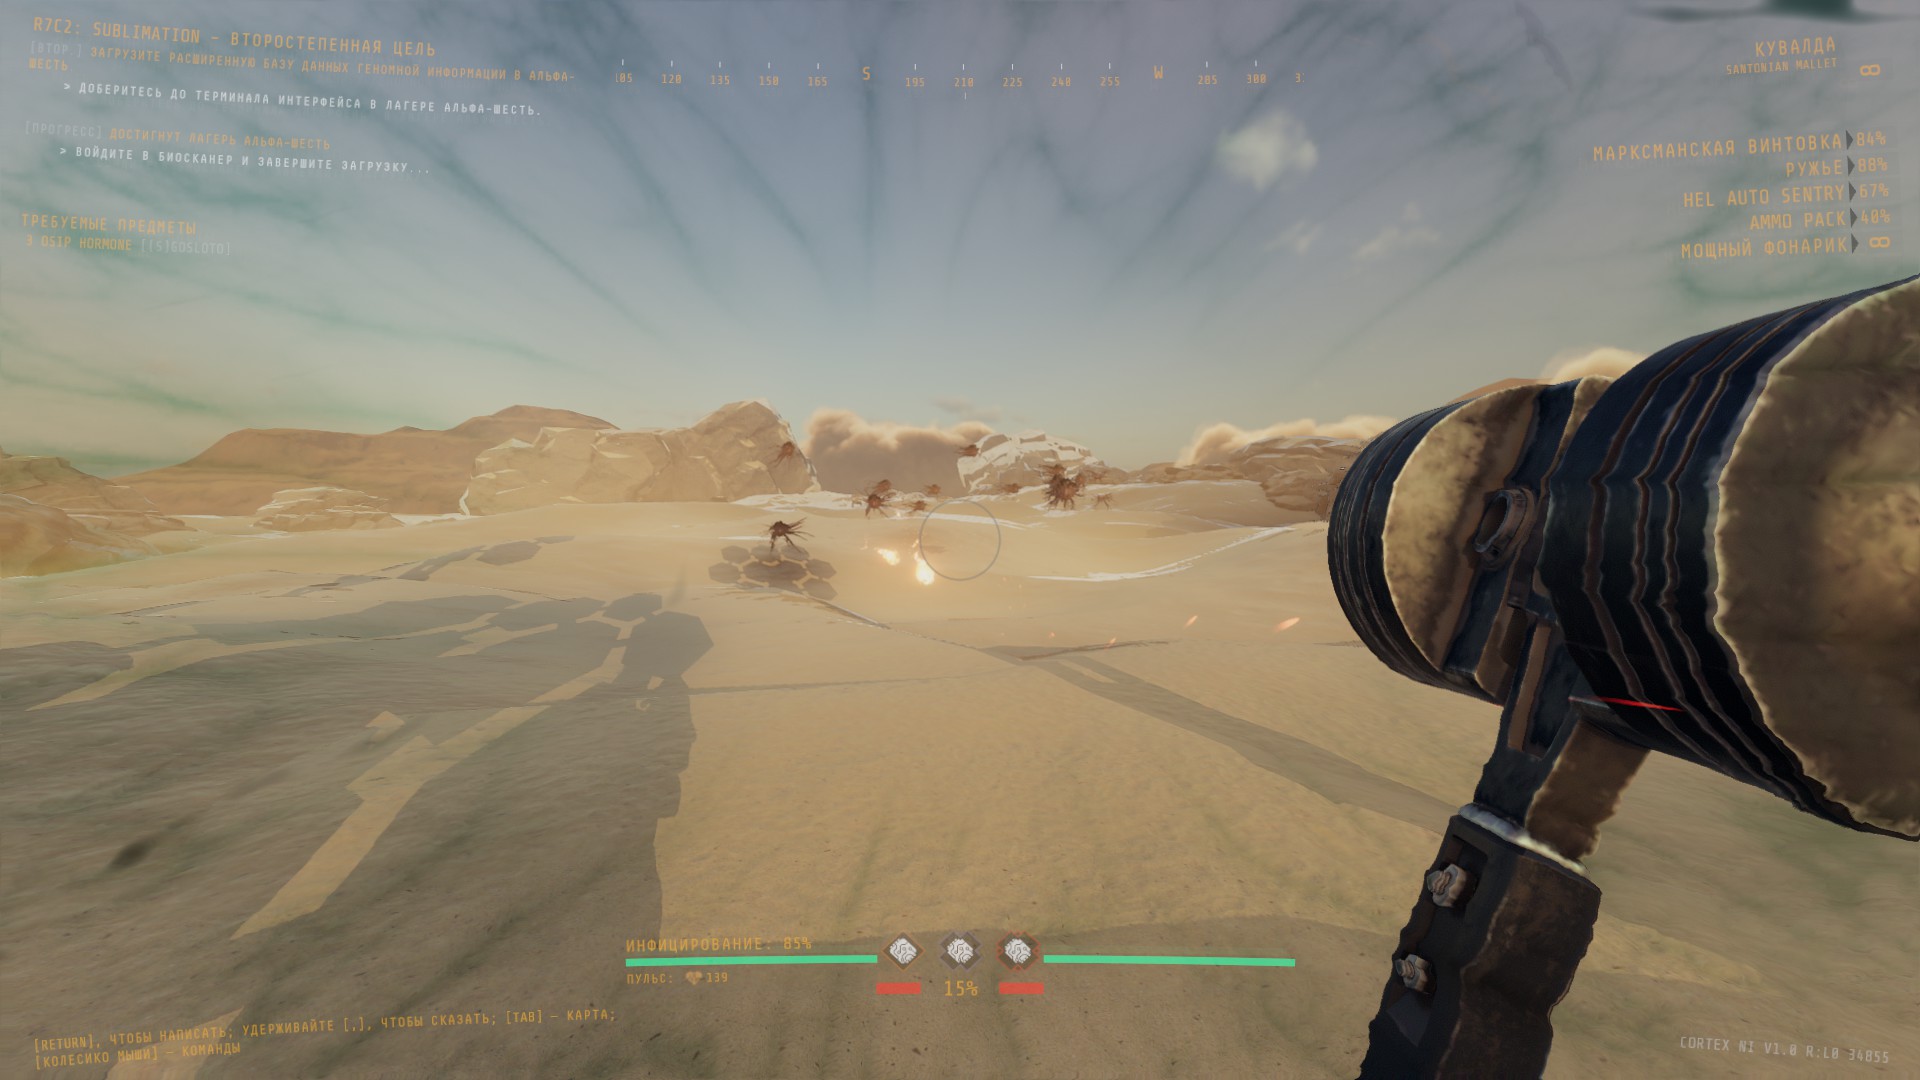 R7C2: SUBLIMATION - ВТОРОСТЕПЕННАЯ ЦЕЛЬ
[ВТОР.] ЗАГРУЗИТЕ РАСШИРЕННУЮ БАЗУ ДАННЫХ ГЕНОМНОЙ ИНФОРМАЦИИ В АЛЬФА-
ШЕСТЬ
> ДОБЕРИТЕСЬ ДО ТЕРМИНАЛА ИНТЕРФЕЙСА В ЛАГЕРЕ АЛЬФА-ШЕСТЬ.
[ПРОГРЕСС] ДОСТИГНУТ ЛАГЕРЬ АЛЬФА-ШЕСТЬ
> ВОЙДИТЕ В БИОСКАНЕР И ЗАВЕРШИТЕ ЗАГРУЗКУ...
ТРЕБУЕМЫЕ ПРЕДМЕТЫ
3 OSIP HORMONE
105 120 135 150 165 S 195 210 225 240 255 W 285 300
КУВАЛДА
SANTONIAN MALLET ∞
МАРКСМАНСКАЯ ВИНТОВКА 84%
РУЖЬЕ 88%
HEL AUTO SENTRY 67%
AMMO PACK 40%
МОЩНЫЙ ФОНАРИК ∞
ИНФИЦИРОВАНИЕ: 85%
ПУЛЬС: 139
15%
[RETURN], ЧТОБЫ НАПИСАТЬ; УДЕРЖИВАЙТЕ [,], ЧТОБЫ СКАЗАТЬ; [TAB] – КАРТА;
[КОЛЕСИКО МЫШИ] – КОМАНДЫ
CORTEX NI V1.0 R:L0 34855